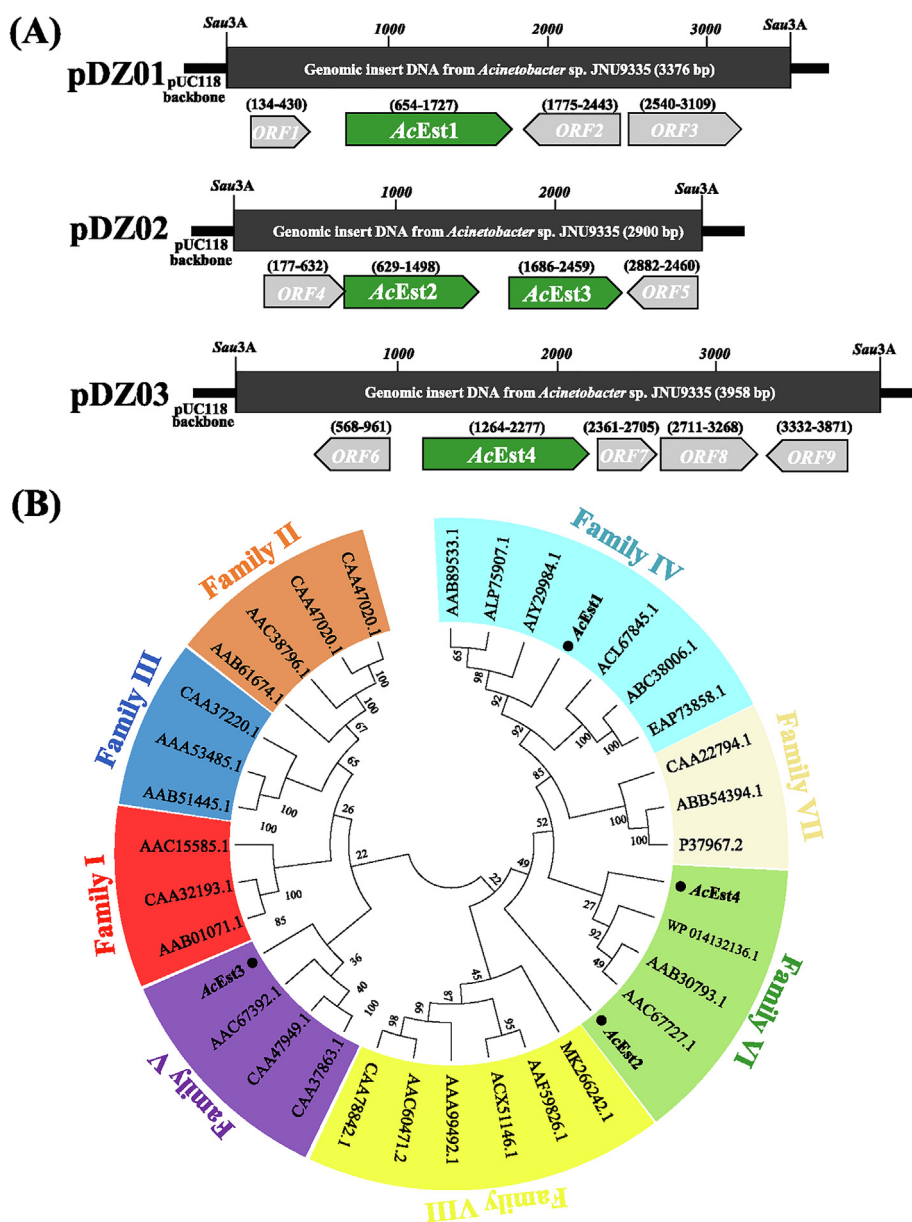 (A)
Sau3A 1000 2000 3000 Sau3A
pDZ01
Genomic insert DNA from Acinetobacter sp. JNU9335 (3376 bp)
pUC118
backbone
(134-430) (654-1727) (1775-2443) (2540-3109)
ORF1 AcEst1 ORF2 ORF3
Sau3A 1000 2000 Sau3A
pDZ02
Genomic insert DNA from Acinetobacter sp. JNU9335 (2900 bp)
pUC118
backbone
(177-632) (629-1498) (1686-2459) (2882-2460)
ORF4 AcEst2 AcEst3 ORF5
Sau3A 1000 2000 3000 Sau3A
pDZ03
Genomic insert DNA from Acinetobacter sp. JNU9335 (3958 bp)
pUC118
backbone
(568-961) (1264-2277) (2361-2705) (2711-3268) (3332-3871)
ORF6 AcEst4 ORF7 ORF8 ORF9
(B)
Family IV
AAB89533.1
ALP75907.1
AIY29984.1
AcEst1
ACL67845.1
ABC38006.1
EAP73858.1
Family VII
CAA22794.1
ABB54394.1
P37967.2
Family VI
AcEst4
WP 014132136.1
AAB30793.1
AAC67727.1
AcEst2
Family VIII
MK266242.1
AAF59826.1
ACX51146.1
AAA99492.1
AAC60471.2
CAA78842.1
Family V
CAA37863.1
CAA47949.1
AAC67392.1
AcEst3
Family I
AAB01071.1
CAA32193.1
AAC15585.1
Family III
AAB51445.1
AAA53485.1
CAA37220.1
Family II
AAB61674.1
AAC38796.1
CAA47020.1
CAA47020.1
65
98
92
92
100
100
85
100
100
52
49
27
92
49
22
45
95
87
66
98
100
40
36
22
85
100
26
100
100
65
67
100
100